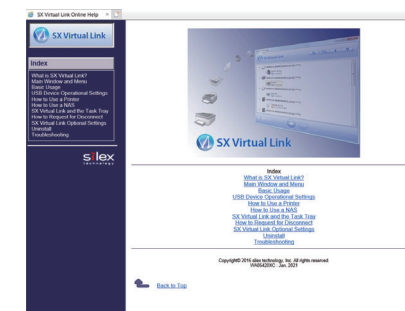 SX Virtual Link Online Help
SX Virtual Link
Index
What is SX Virtual Link?
Main Window and Menu
Basic Usage
USB Device Operational Settings
How to Use a Printer
How to Use a NAS
SX Virtual Link and the Task Tray
How to Request for Disconnect
SX Virtual Link Optional Settings
Uninstall
Troubleshooting
silex
technology
SX Virtual Link
Index
What is SX Virtual Link?
Main Window and Menu
Basic Usage
USB Device Operational Settings
How to Use a Printer
How to Use a NAS
SX Virtual Link and the Task Tray
How to Request for Disconnect
SX Virtual Link Optional Settings
Uninstall
Troubleshooting
Copyright© 2016 silex technology, Inc. All rights reserved.
Jan. 2021
Back to Top